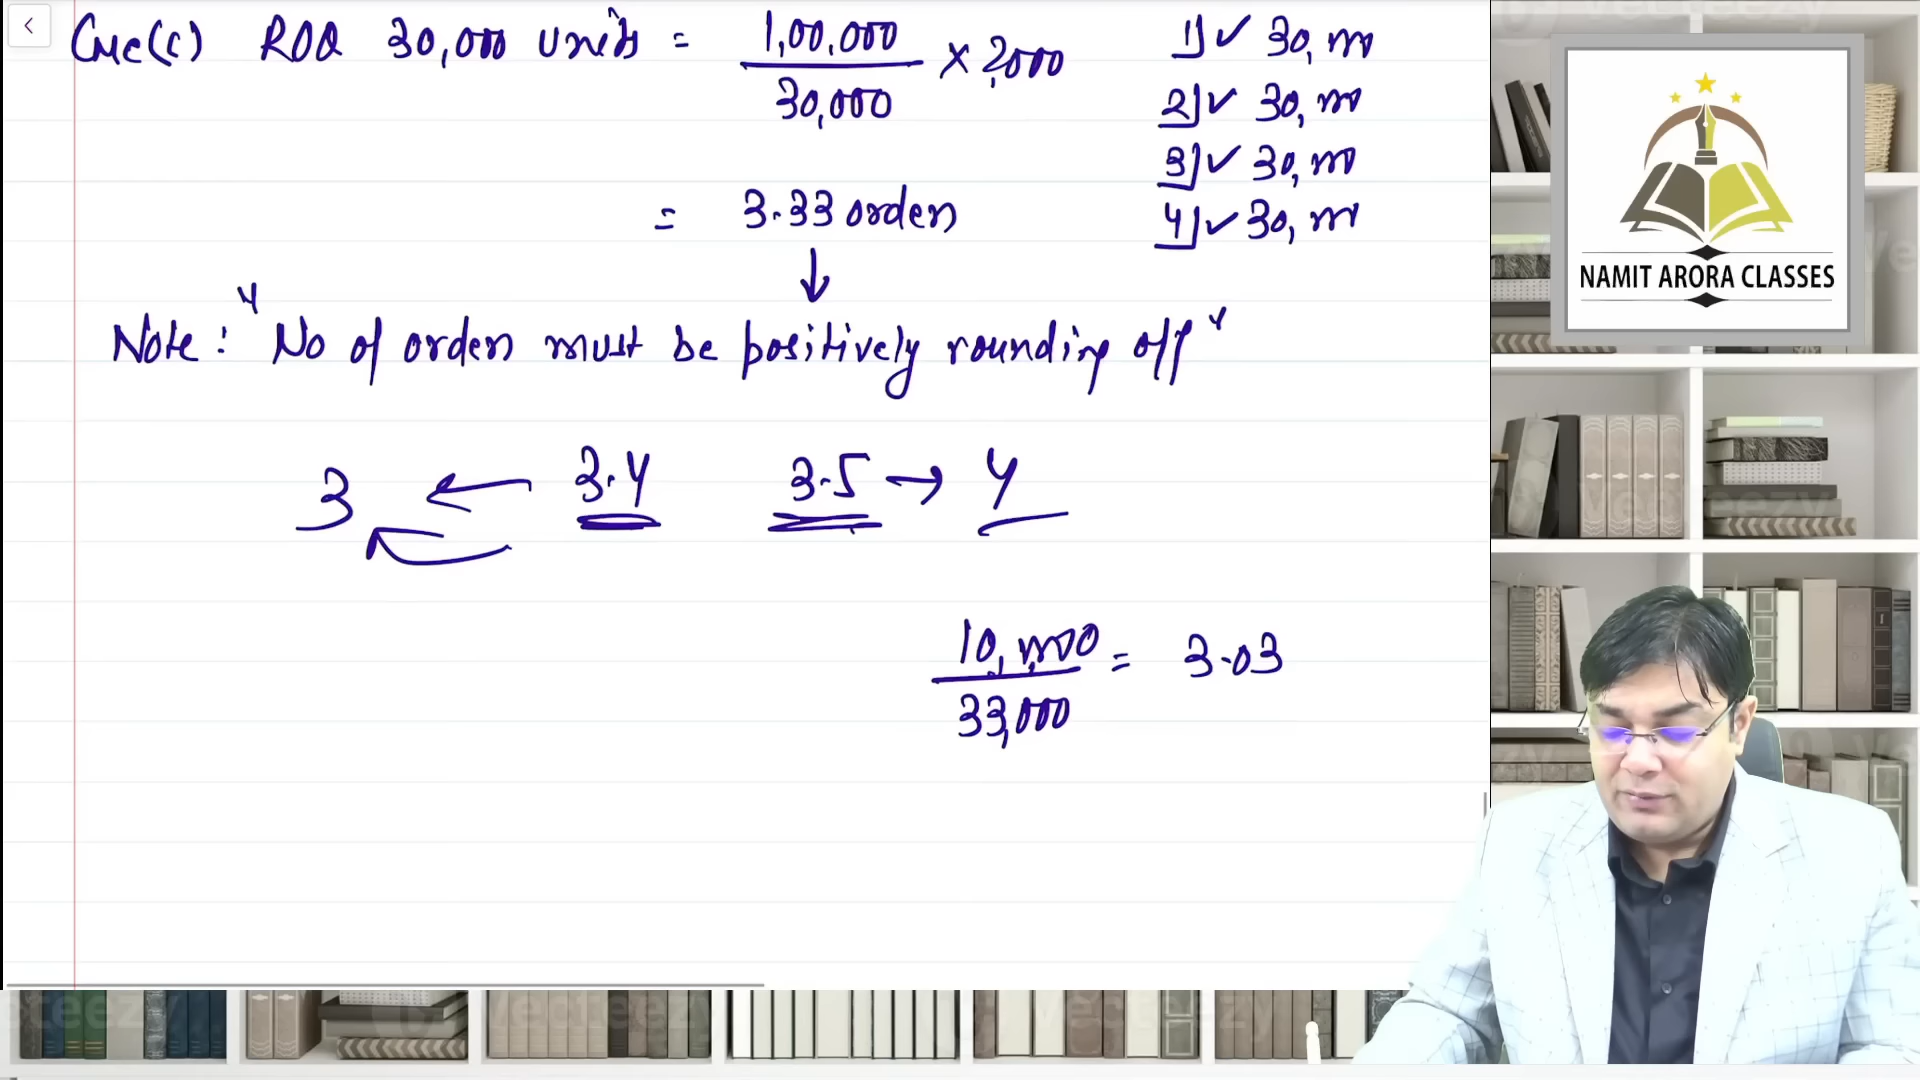 Case(c) ROQ 30,000 units = 1,00,000 / 30,000 × 2,000
1) ✓ 30,000
2) ✓ 30,000
3) ✓ 30,000
4) ✓ 30,000
= 3.33 orders
↓
Note: " No of orders must be positively rounding off "
3 ← 3.4 3.5 → 4
10,0000 / 33,000 = 3.03
NAMIT ARORA CLASSES